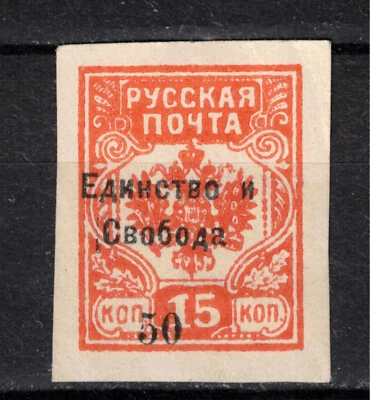 РУССКАЯ
ПОЧТА
Единство и
Свобода
КОП 15 КОП.
50